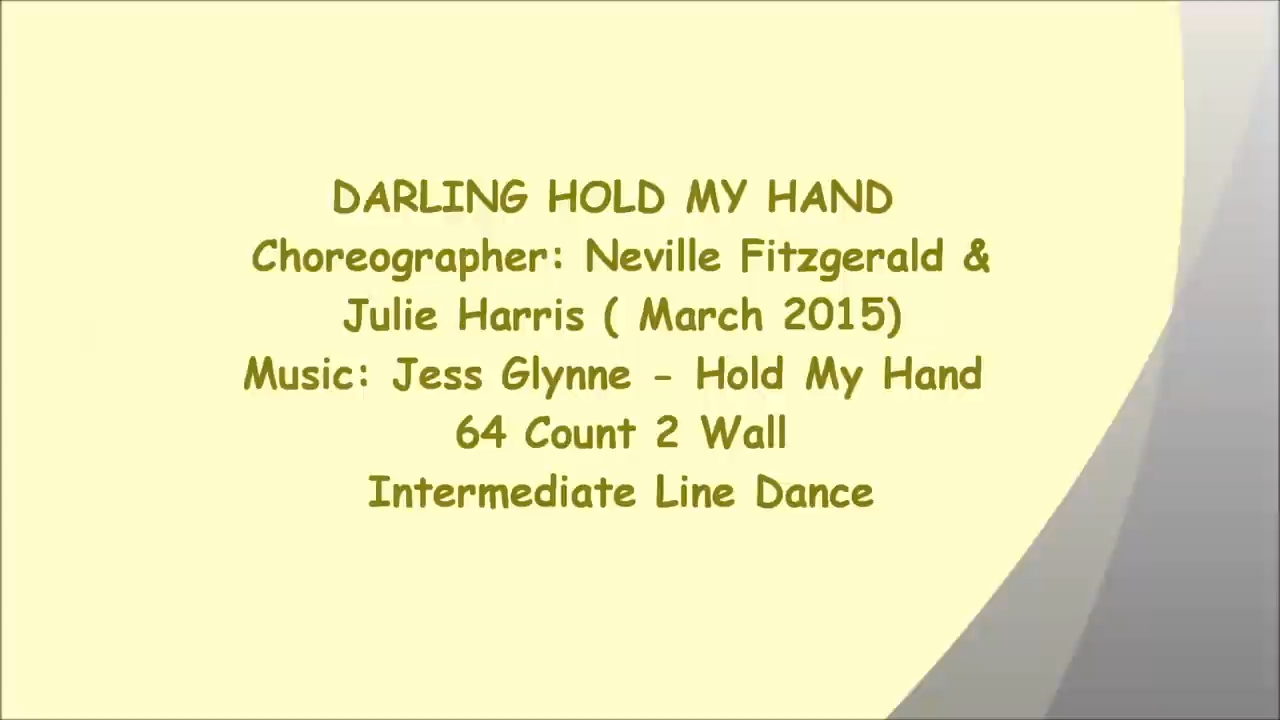 DARLING HOLD MY HAND
Choreographer: Neville Fitzgerald &
Julie Harris ( March 2015)
Music: Jess Glynne - Hold My Hand
64 Count 2 Wall
Intermediate Line Dance